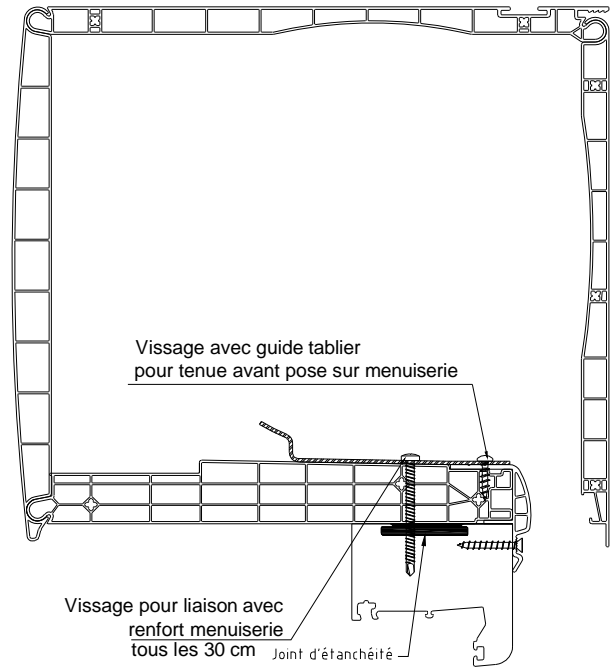 Vissage avec guide tablier
pour tenue avant pose sur menuiserie
Vissage pour liaison avec
renfort menuiserie
tous les 30 cm
Joint d'étanchéité